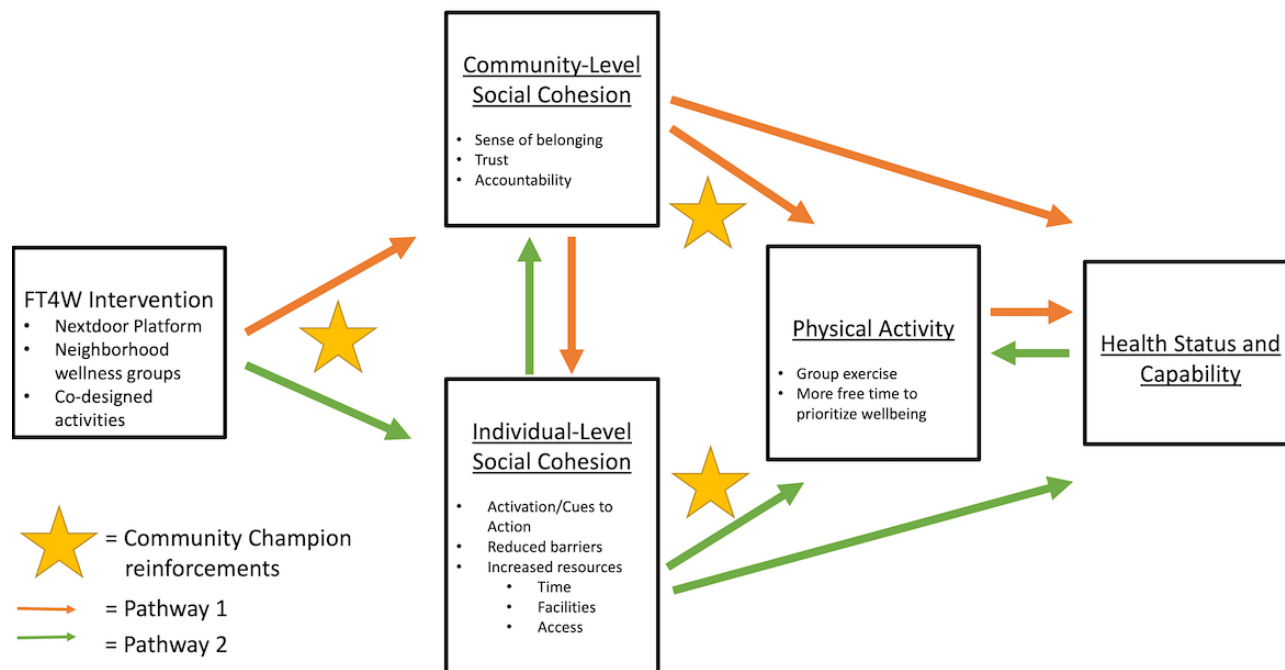 Community-Level
Social Cohesion
• Sense of belonging
• Trust
• Accountability
FT4W Intervention
• Nextdoor Platform
• Neighborhood
wellness groups
• Co-designed
activities
Physical Activity
• Group exercise
• More free time to
prioritize wellbeing
Health Status and
Capability
Individual-Level
Social Cohesion
• Activation/Cues to
Action
• Reduced barriers
• Increased resources
• Time
• Facilities
• Access
= Community Champion
reinforcements
= Pathway 1
= Pathway 2